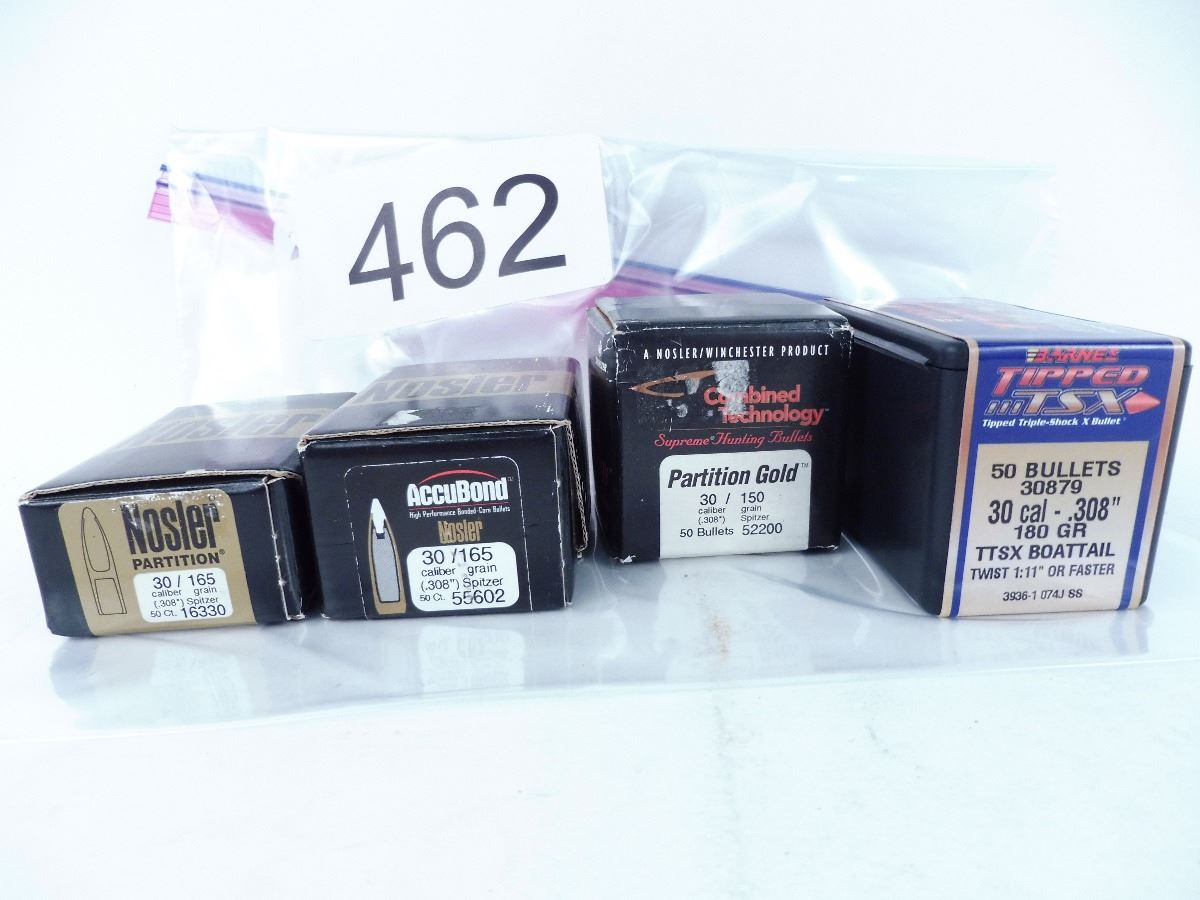 462
Nosler
Nosler
PARTITION®
30 / 165
caliber grain
(.308") Spitzer
50 Ct. 16330
Nosler
AccuBond™
High Performance Bonded-Core Bullets
Nosler
30 / 165
caliber grain
(.308") Spitzer
50 Ct. 55602
A NOSLER/WINCHESTER PRODUCT
Combined
Technology™
Supreme® Hunting Bullets
Partition Gold™
30 / 150
caliber grain
(.308") Spitzer
50 Bullets 52200
BARNES
TIPPED
TSX
Tipped Triple-Shock X Bullet®
50 BULLETS
30879
30 cal - .308"
180 GR
TTSX BOATTAIL
TWIST 1:11" OR FASTER
3936-1 074J SS